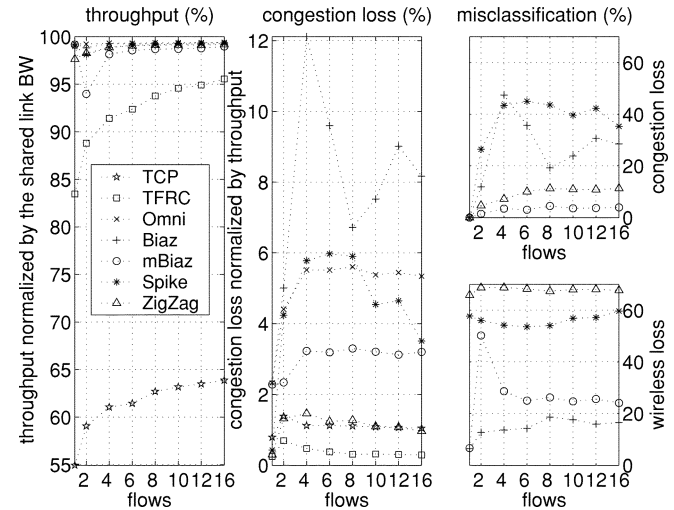 throughput (%)
throughput normalized by the shared link BW
100
95
90
85
80
75
70
65
60
55
TCP
TFRC
Omni
Biaz
mBiaz
Spike
ZigZag
2 4 6 8 10 12 16
flows
congestion loss (%)
congestion loss normalized by throughput
12
10
8
6
4
2
0
2 4 6 8 10 12 16
flows
misclassification (%)
60
40
20
0
congestion loss
2 4 6 8 10 12 16
flows
60
40
20
0
wireless loss
2 4 6 8 10 12 16
flows